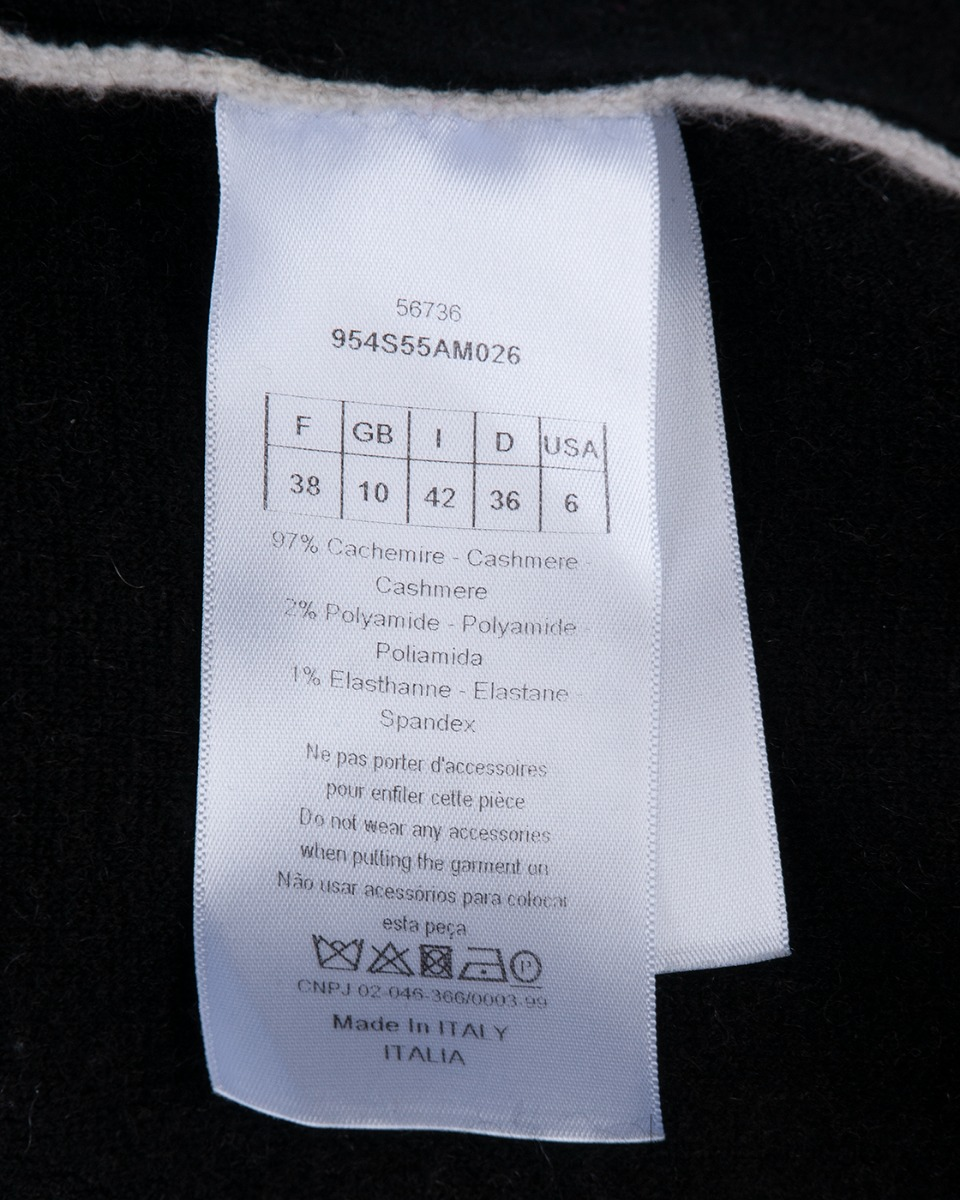 56736
954S55AM026
F GB I D USA
38 10 42 36 6
97% Cachemire - Cashmere -
Cashmere
2% Polyamide - Polyamide -
Poliamida
1% Elasthanne - Elastane -
Spandex
Ne pas porter d'accessoires
pour enfiler cette pièce
Do not wear any accessories
when pulling the garment on
Não usar acessórios para colocar
esta peça
P
CNPJ 02-046-366/0003-99
Made In ITALY
ITALIA